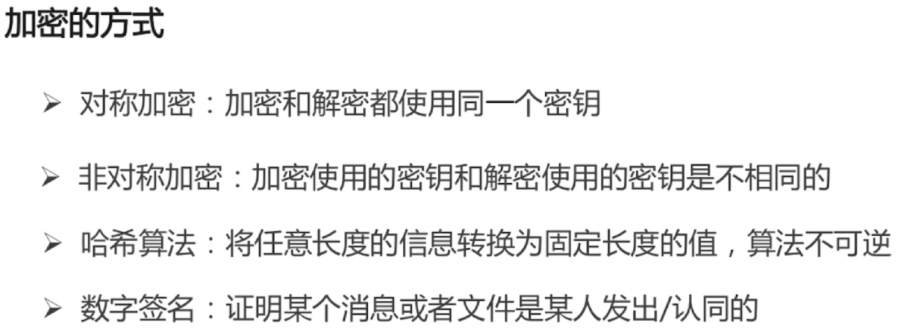 加密的方式
➢ 对称加密：加密和解密都使用同一个密钥
➢ 非对称加密：加密使用的密钥和解密使用的密钥是不相同的
➢ 哈希算法：将任意长度的信息转换为固定长度的值，算法不可逆
➢ 数字签名：证明某个消息或者文件是某人发出/认同的